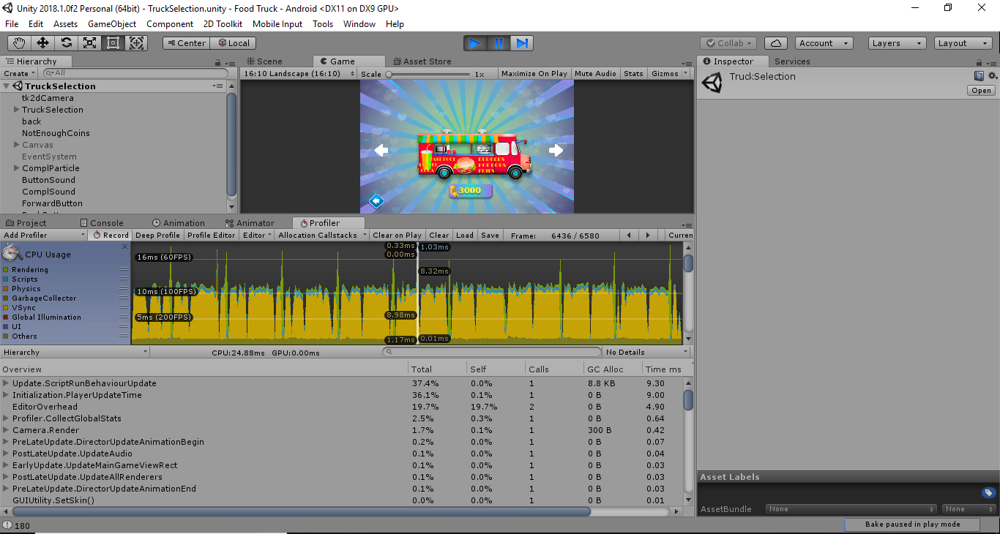 Unity 2018.1.0f2 Personal (64bit) - TruckSelection.unity - Food Truck - Android <DX11 on DX9 GPU>
File Edit Assets GameObject Component 2D Toolkit Mobile Input Tools Window Help
Center Local Collab Account Layers Layout
Hierarchy
Create All
TruckSelection
tk2dCamera
TruckSelection
back
NotEnoughCoins
Canvas
EventSystem
ComplParticle
ButtonSound
ComplSound
ForwardButton
Scene Game Asset Store
16:10 Landscape (16:10) Scale 1x Maximize On Play Mute Audio Stats Gizmos
BURGERS
HOT DOGS
FRIES
3000
Inspector Services
TruckSelection
Open
Project Console Animation Animator Profiler
Add Profiler Record Deep Profile Profile Editor Editor Allocation Callstacks Clear on Play Clear Load Save Frame: 6436 / 6580 Curren
CPU Usage
Rendering
Scripts
Physics
GarbageCollector
VSync
Global Illumination
UI
Others
16ms (60FPS)
10ms (100FPS)
5ms (200FPS)
0.33ms 1.03ms
0.00ms
8.32ms
8.98ms
1.17ms 0.01ms
Hierarchy CPU:24.88ms GPU:0.00ms No Details
Overview Total Self Calls GC Alloc Time ms
Update.ScriptRunBehaviourUpdate 37.4% 0.0% 1 8.8 KB 9.30
Initialization.PlayerUpdateTime 36.1% 0.1% 1 0 B 9.00
EditorOverhead 19.7% 19.7% 2 0 B 4.90
Profiler.CollectGlobalStats 2.5% 0.3% 1 0 B 0.64
Camera.Render 1.7% 0.1% 1 300 B 0.42
PreLateUpdate.DirectorUpdateAnimationBegin 0.2% 0.0% 1 0 B 0.07
PostLateUpdate.UpdateAudio 0.1% 0.0% 1 0 B 0.04
EarlyUpdate.UpdateMainGameViewRect 0.1% 0.0% 1 0 B 0.03
PostLateUpdate.UpdateAllRenderers 0.1% 0.0% 1 0 B 0.03
PreLateUpdate.DirectorUpdateAnimationEnd 0.1% 0.0% 1 0 B 0.03
GUIUtility.SetSkin() 0.0% 0.0% 1 0 B 0.01
Asset Labels
AssetBundle None None
180
Bake paused in play mode